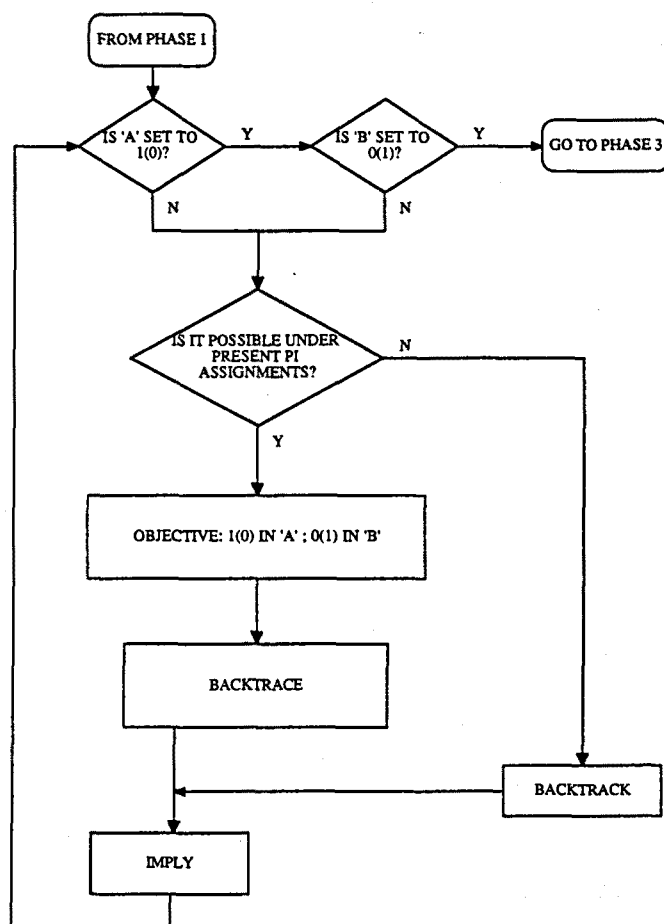 FROM PHASE 1
IS 'A' SET TO
1(0)?
Y
IS 'B' SET TO
0(1)?
Y
GO TO PHASE 3
N
N
IS IT POSSIBLE UNDER
PRESENT PI
ASSIGNMENTS?
N
Y
OBJECTIVE: 1(0) IN 'A' ; 0(1) IN 'B'
BACKTRACE
BACKTRACK
IMPLY